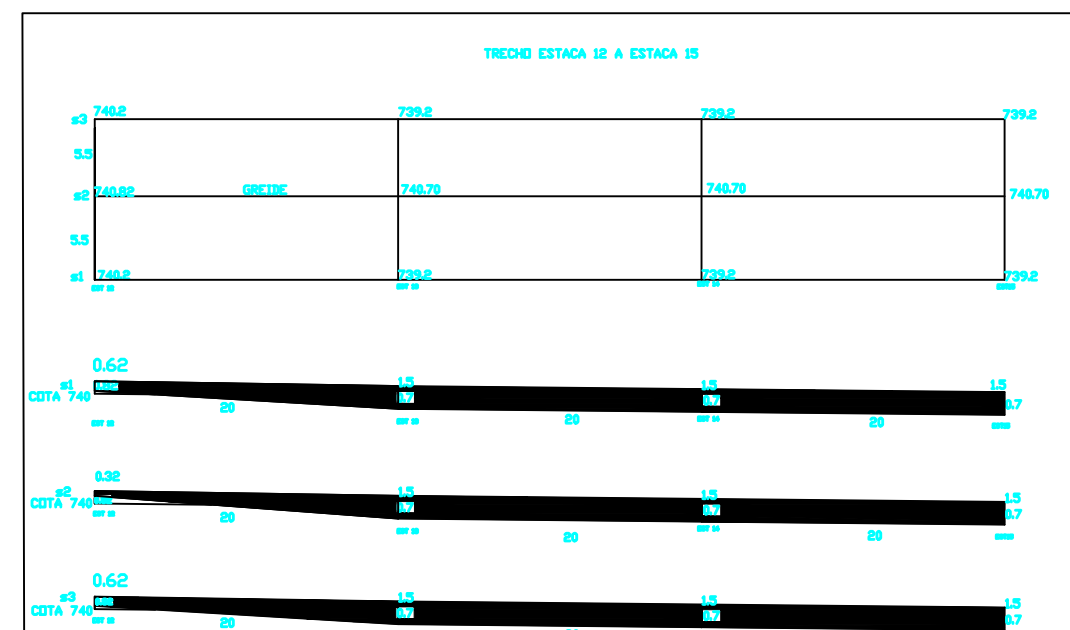 TRECHO ESTACA 12 A ESTACA 15
s3 740.2 739.2 739.2 739.2
5.5
s2 740.82 GREIDE 740.70 740.70 740.70
5.5
s1 740.2 739.2 739.2 739.2
0.62
s1 1.5 1.5 1.5
COTA 740 0.7 0.7 0.7
20 20 20
0.32
s2 1.5 1.5 1.5
COTA 740 0.7 0.7 0.7
20 20 20
0.62
s3 1.5 1.5 1.5
COTA 740 0.7 0.7 0.7
20